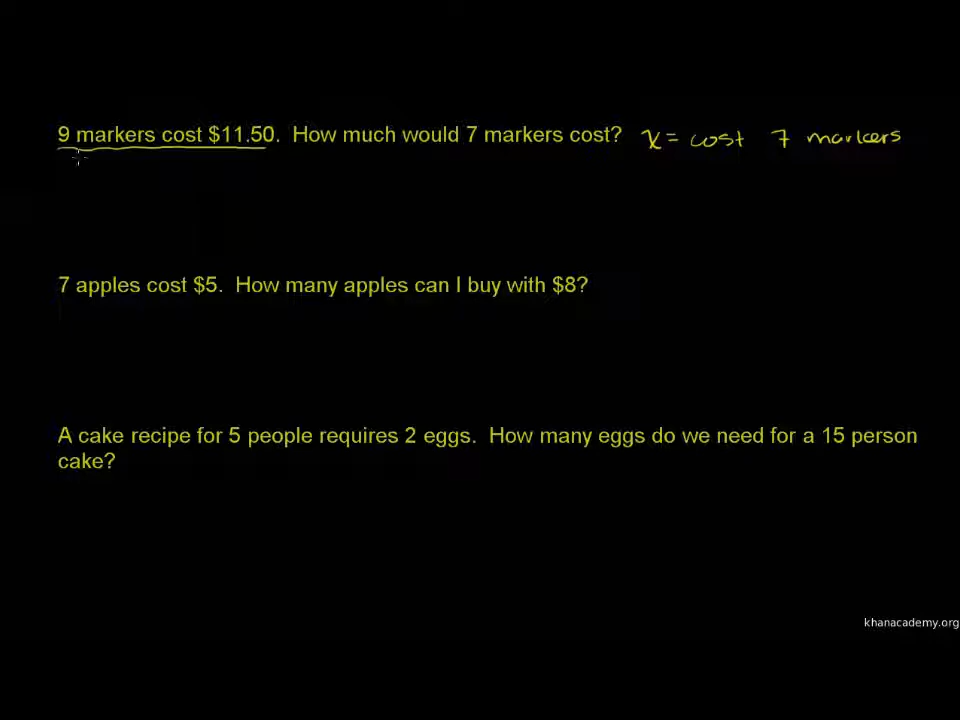 9 markers cost $11.50.  How much would 7 markers cost? x = cost 7 markers
7 apples cost $5.  How many apples can I buy with $8?
A cake recipe for 5 people requires 2 eggs.  How many eggs do we need for a 15 person
cake?
khanacademy.org